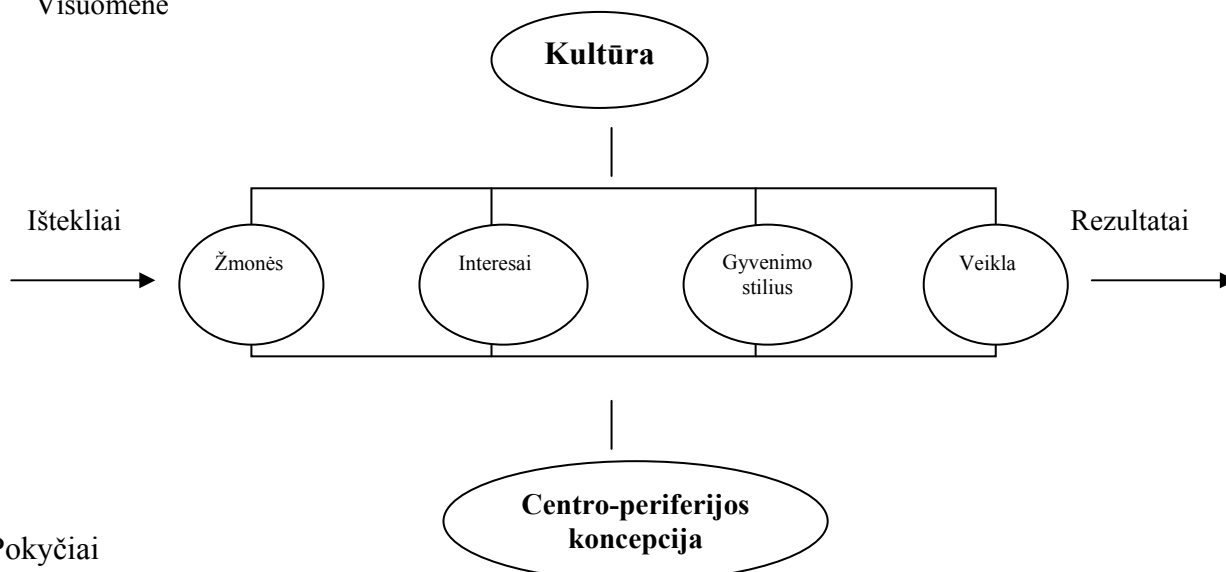 Visuomenė
Kultūra
Ištekliai
Rezultatai
Žmonės
Interesai
Gyvenimo
stilius
Veikla
Centro-periferijos
koncepcija
Pokyčiai